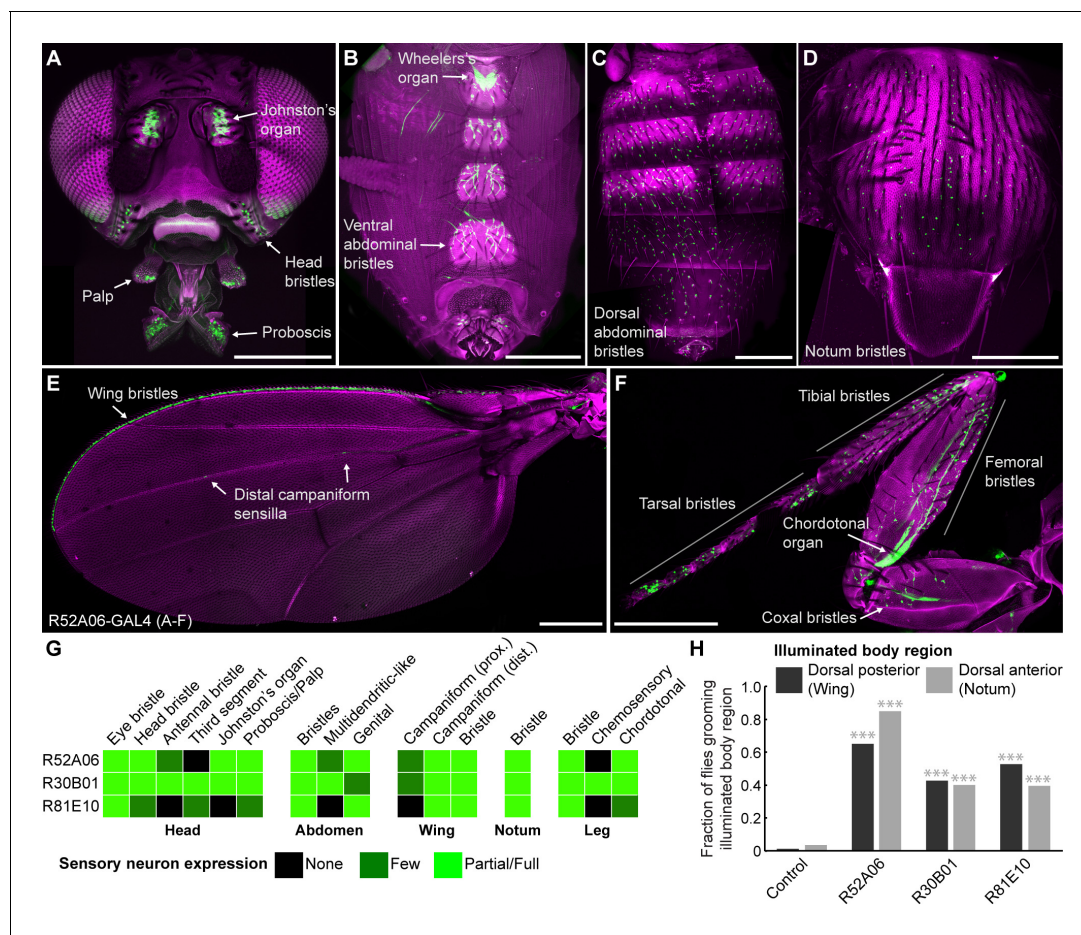 A
Johnston's
organ
Head
bristles
Palp
Proboscis
B
Wheelers's
organ
Ventral
abdominal
bristles
C
Dorsal
abdominal
bristles
D
Notum bristles
E
Wing bristles
Distal campaniform
sensilla
R52A06-GAL4 (A-F)
F
Tibial bristles
Femoral
bristles
Tarsal bristles
Chordotonal
organ
Coxal bristles
G
Eye bristle
Head bristle
Antennal bristle
Third segment
Johnston's organ
Proboscis/Palp
Bristles
Multidendritic-like
Genital
Campaniform (prox.)
Campaniform (dist.)
Bristle
Bristle
Bristle
Chemosensory
Chordotonal
R52A06
R30B01
R81E10
Head Abdomen Wing Notum Leg
Sensory neuron expression None Few Partial/Full
H
Illuminated body region
Dorsal posterior
(Wing)
Dorsal anterior
(Notum)
Fraction of flies grooming
illuminated body region
1.0
0.8
0.6
0.4
0.2
0
*** *** *** *** *** ***
Control
R52A06
R30B01
R81E10